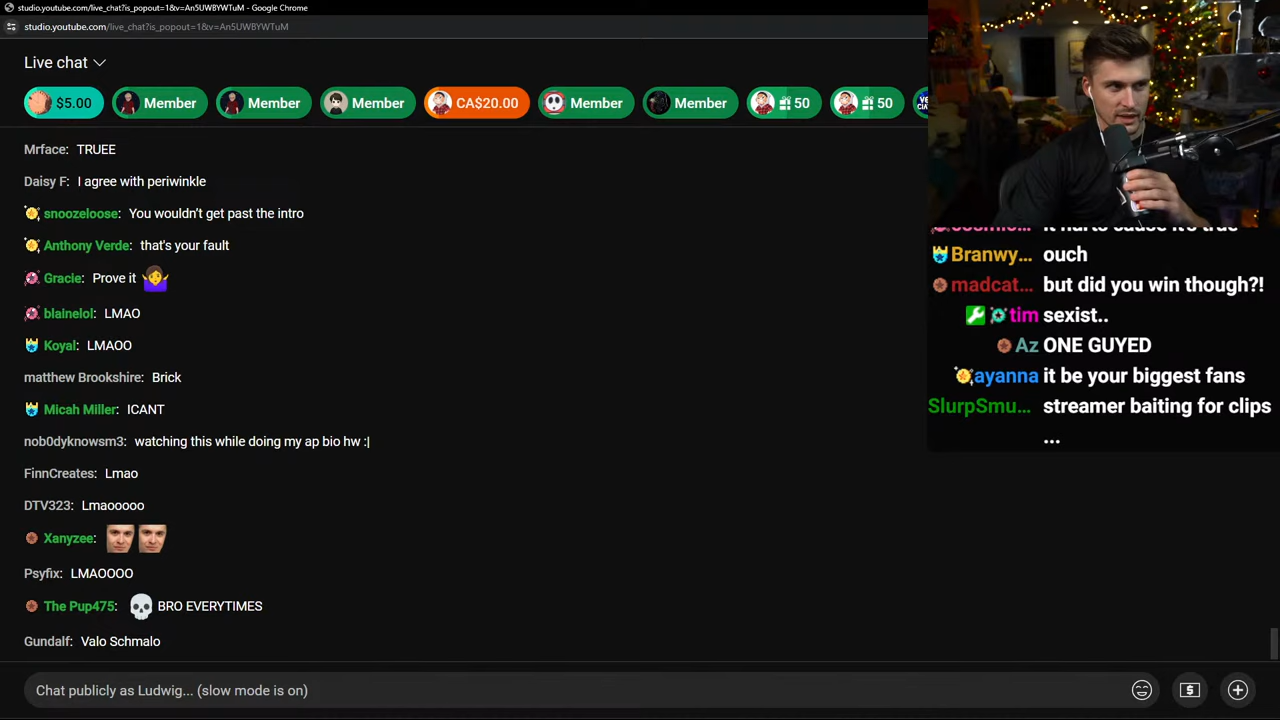 studio.youtube.com/live_chat?is_popout=1&v=An5UWBYWTuM - Google Chrome
studio.youtube.com/live_chat?is_popout=1&v=An5UWBYWTuM
Live chat
$5.00 Member Member Member CA$20.00 Member Member 50 50
Mrface: TRUEE
Daisy F: I agree with periwinkle
snoozeloose: You wouldn't get past the intro
Anthony Verde: that's your fault
Gracie: Prove it
blainelol: LMAO
Koyal: LMAOO
matthew Brookshire: Brick
Micah Miller: ICANT
nob0dyknowsm3: watching this while doing my ap bio hw :|
FinnCreates: Lmao
DTV323: Lmaooooo
Xanyzee:
Psyfix: LMAOOOO
The Pup475: BRO EVERYTIMES
Gundalf: Valo Schmalo
Chat publicly as Ludwig... (slow mode is on)
it hurts cause it's true
Branwy... ouch
madcat... but did you win though?!
tim sexist..
Az ONE GUYED
ayanna it be your biggest fans
SlurpSmu... streamer baiting for clips
...